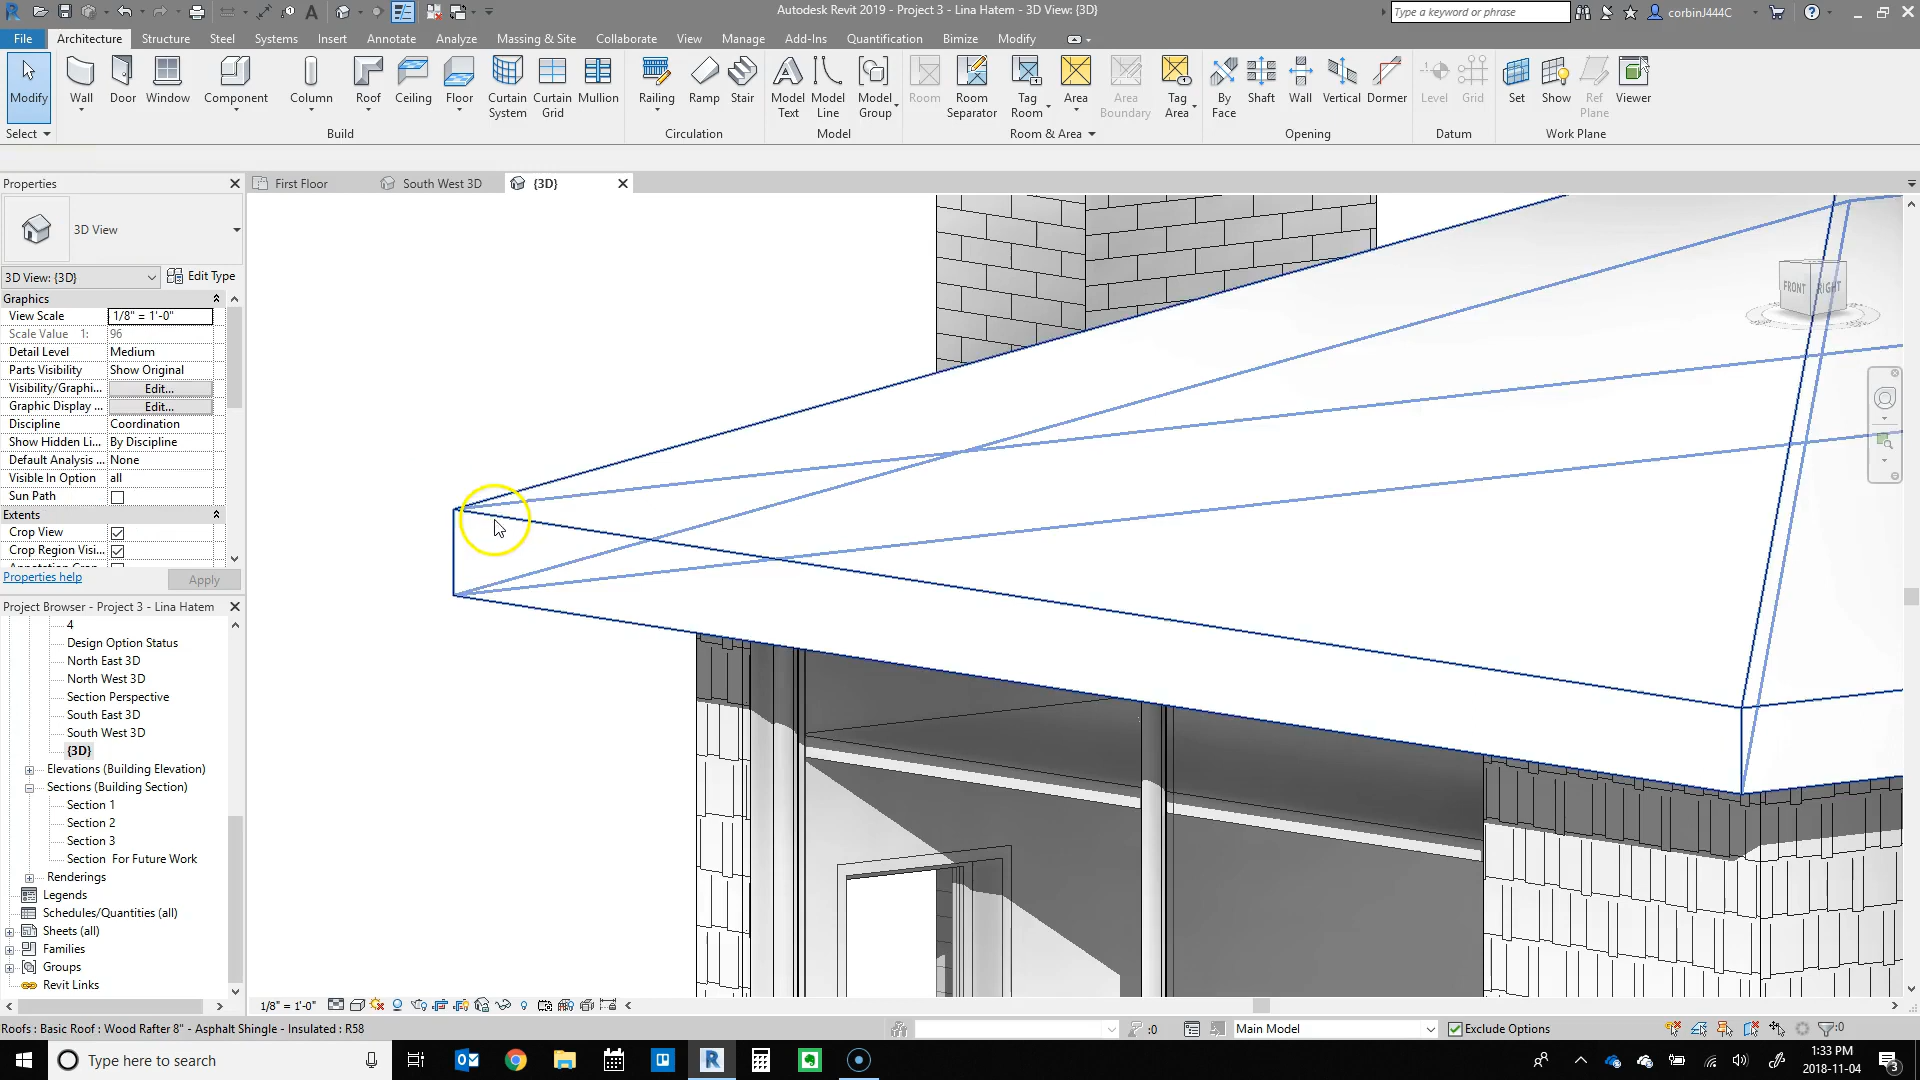 Autodesk Revit 2019 - Project 3 - Lina Hatem - 3D View: {3D}
Type a keyword or phrase
corbinJ444C
File Architecture Structure Steel Systems Insert Annotate Analyze Massing & Site Collaborate View Manage Add-Ins Quantification Bimize Modify
Modify Wall Door Window Component Column Roof Ceiling Floor Curtain System Curtain Grid Mullion Railing Ramp Stair Model Text Model Line Model Group Room Room Separator Tag Room Area Area Boundary Tag Area By Face Shaft Wall Vertical Dormer Level Grid Set Show Ref Plane Viewer
Select Build Circulation Model Room & Area Opening Datum Work Plane
Properties
First Floor South West 3D {3D}
3D View
3D View: {3D} Edit Type
Graphics
View Scale 1/8" = 1'-0"
Scale Value 1: 96
Detail Level Medium
Parts Visibility Show Original
Visibility/Graphi... Edit...
Graphic Display ... Edit...
Discipline Coordination
Show Hidden Li... By Discipline
Default Analysis ... None
Visible In Option all
Sun Path
Extents
Crop View
Crop Region Visi...
Properties help Apply
FRONT RIGHT
Project Browser - Project 3 - Lina Hatem
4
Design Option Status
North East 3D
North West 3D
Section Perspective
South East 3D
South West 3D
{3D}
Elevations (Building Elevation)
Sections (Building Section)
Section 1
Section 2
Section 3
Section For Future Work
Renderings
Legends
Schedules/Quantities (all)
Sheets (all)
Families
Groups
Revit Links
1/8" = 1'-0"
Roofs : Basic Roof : Wood Rafter 8" - Asphalt Shingle - Insulated : R58
:0
Main Model
Exclude Options
:0
Type here to search
1:33 PM
2018-11-04
3